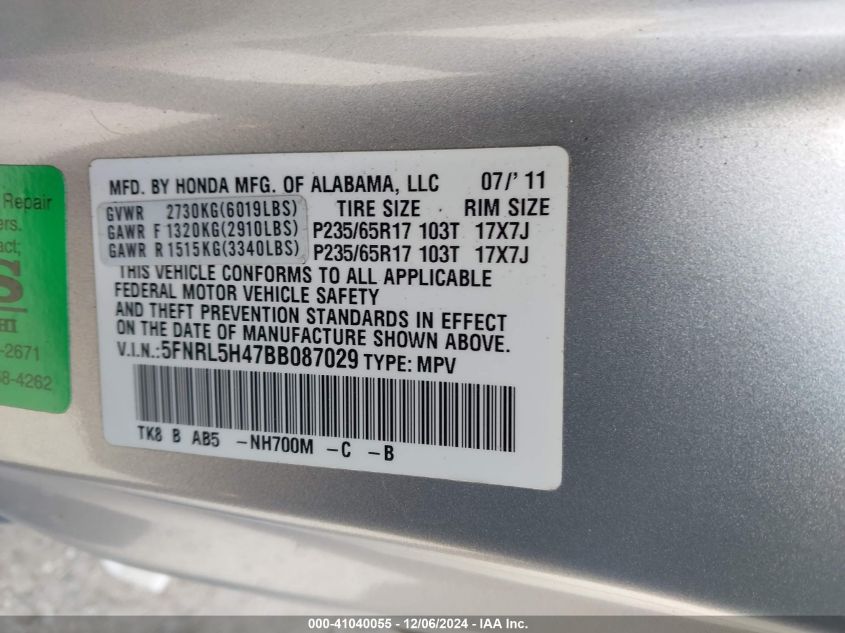 MFD. BY HONDA MFG. OF ALABAMA, LLC 07/' 11
GVWR 2730KG(6019LBS) TIRE SIZE RIM SIZE
GAWR F 1320KG(2910LBS) P235/65R17 103T 17X7J
GAWR R 1515KG(3340LBS) P235/65R17 103T 17X7J
THIS VEHICLE CONFORMS TO ALL APPLICABLE
FEDERAL MOTOR VEHICLE SAFETY
AND THEFT PREVENTION STANDARDS IN EFFECT
ON THE DATE OF MANUFACTURE SHOWN ABOVE.
V.I.N.:5FNRL5H47BB087029 TYPE: MPV
TK8 B AB5 -NH700M -C -B
Repair
ers.
act;
S
-2671
58-4262
000-41040055 - 12/06/2024 - IAA Inc.